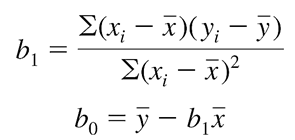 b₁ = Σ(xᵢ − x̅)(yᵢ − y̅) / Σ(xᵢ − x̅)²
b₀ = y̅ − b₁x̅